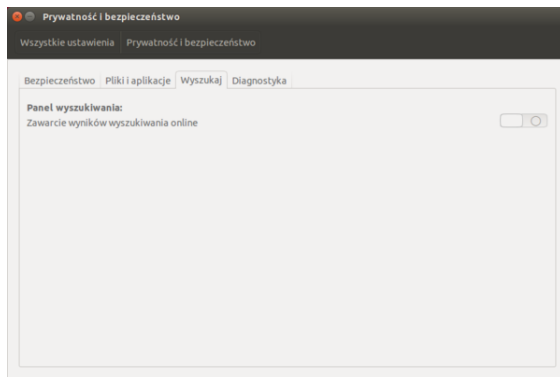 Prywatność i bezpieczeństwo
Wszystkie ustawienia Prywatność i bezpieczeństwo
Bezpieczeństwo Pliki i aplikacje Wyszukaj Diagnostyka
Panel wyszukiwania:
Zawarcie wyników wyszukiwania online